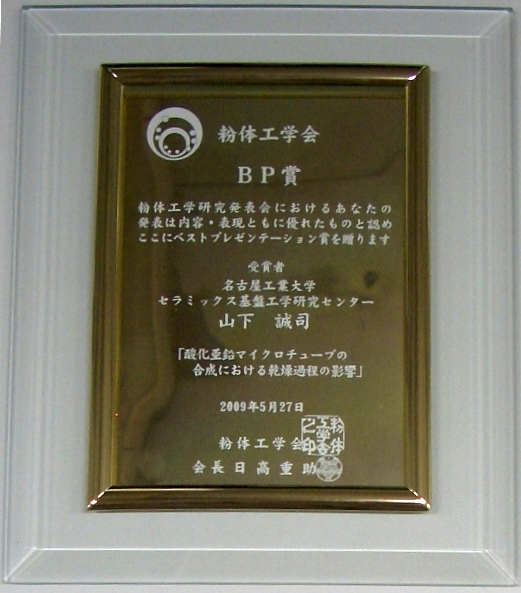 粉体工学会
BP賞
粉体工学研究発表会におけるあなたの
発表は内容・表現ともに優れたものと認め
ここにベストプレゼンテーション賞を贈ります
受賞者
名古屋工業大学
セラミックス基盤工学研究センター
山下 誠司
「酸化亜鉛マイクロチューブの
合成における乾燥過程の影響」
2009年5月27日
粉体工学会
会長日高重助
粉体工学会之印